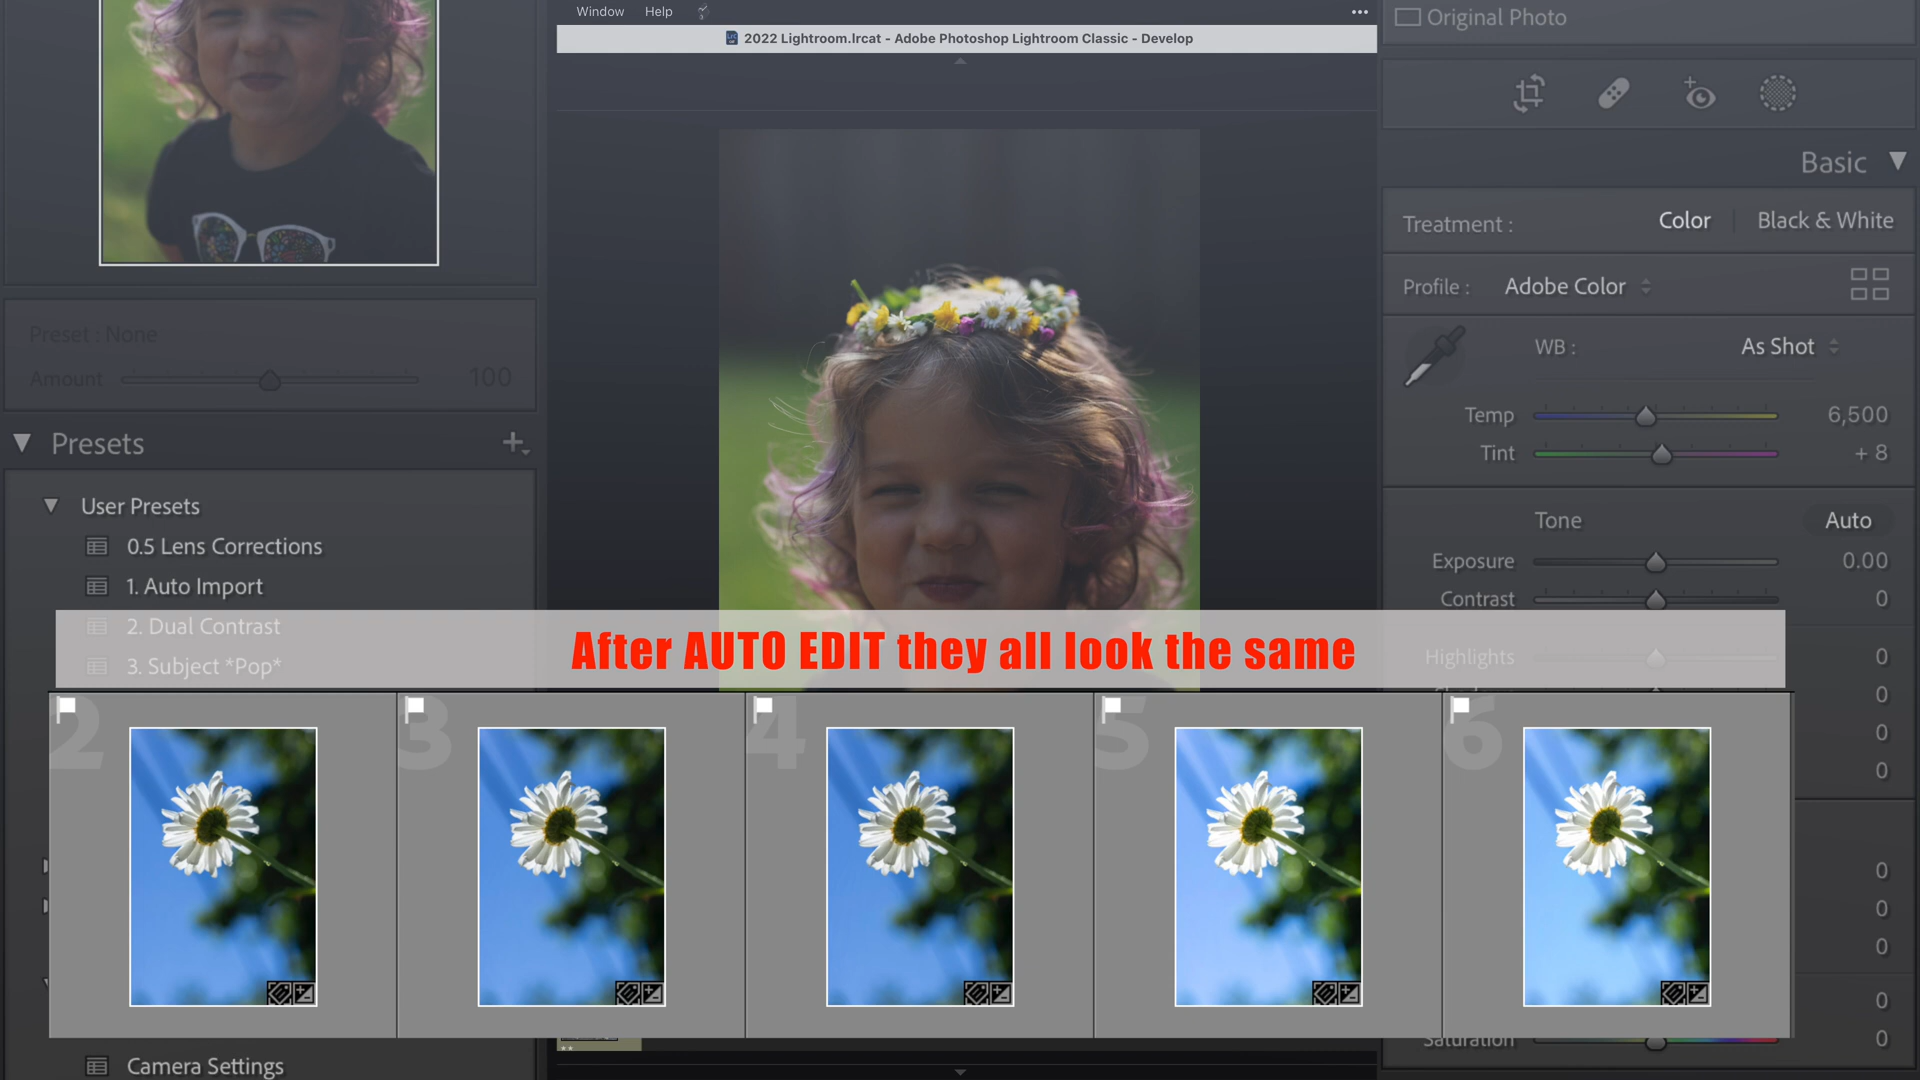 Window Help
2022 Lightroom.lrcat - Adobe Photoshop Lightroom Classic - Develop
Original Photo
Basic
Treatment : Color Black & White
Profile : Adobe Color
WB : As Shot
Temp 6,500
Tint + 8
Tone Auto
Exposure 0.00
Contrast 0
Highlights 0
0
0
0
0
0
0
0
Saturation 0
Preset : None
Amount 100
Presets
User Presets
0.5 Lens Corrections
1. Auto Import
2. Dual Contrast
3. Subject *Pop*
After AUTO EDIT they all look the same
2 3 4 5 6
Camera Settings